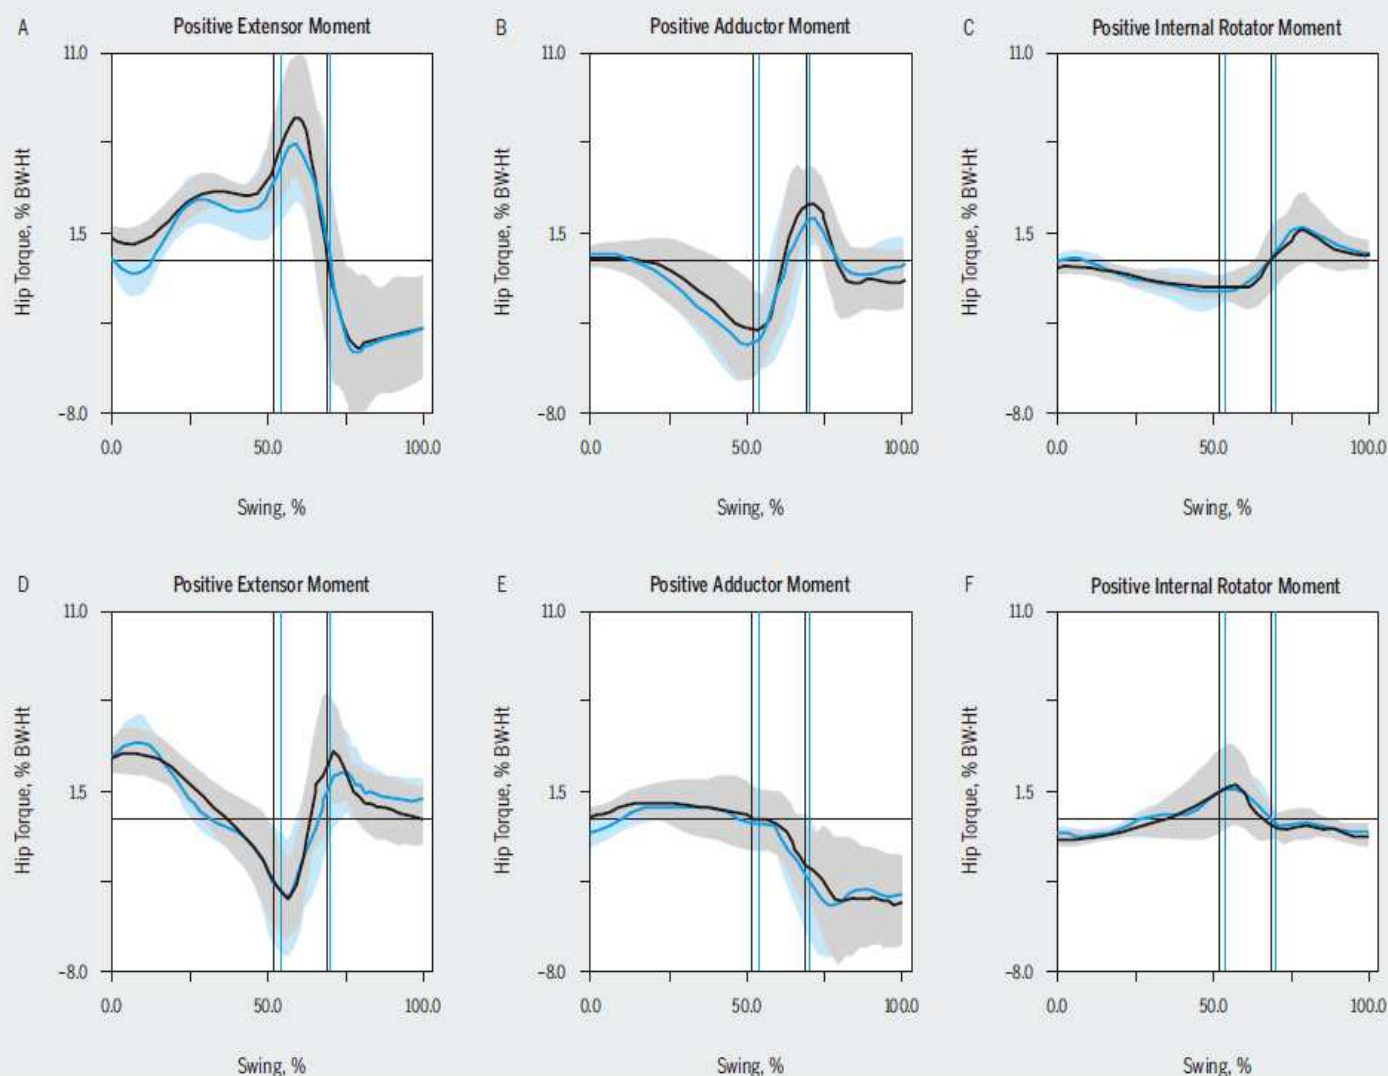 A Positive Extensor Moment
11.0
1.5
–8.0
Hip Torque, % BW·Ht
0.0 50.0 100.0
Swing, %
B Positive Adductor Moment
11.0
1.5
–8.0
Hip Torque, % BW·Ht
0.0 50.0 100.0
Swing, %
C Positive Internal Rotator Moment
11.0
1.5
–8.0
Hip Torque, % BW·Ht
0.0 50.0 100.0
Swing, %
D Positive Extensor Moment
11.0
1.5
–8.0
Hip Torque, % BW·Ht
0.0 50.0 100.0
Swing, %
E Positive Adductor Moment
11.0
1.5
–8.0
Hip Torque, % BW·Ht
0.0 50.0 100.0
Swing, %
F Positive Internal Rotator Moment
11.0
1.5
–8.0
Hip Torque, % BW·Ht
0.0 50.0 100.0
Swing, %